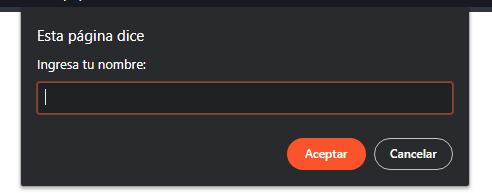 Esta página dice
Ingresa tu nombre:
Aceptar
Cancelar